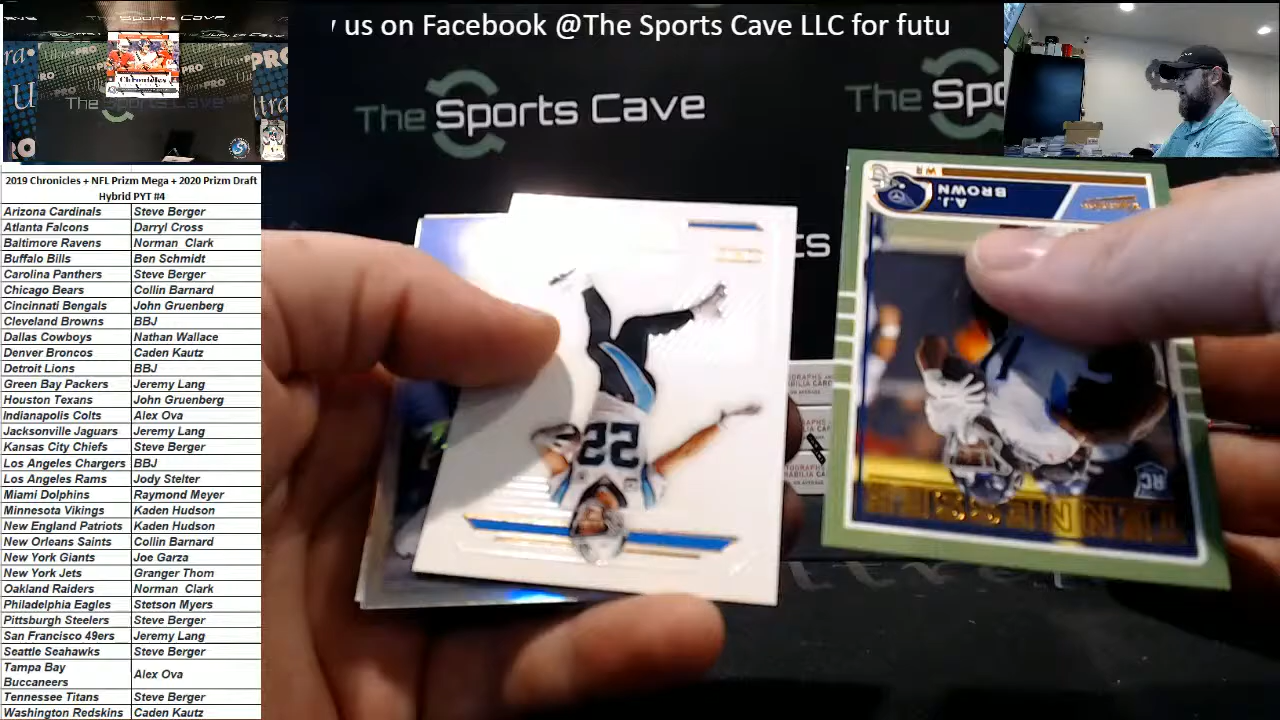 y us on Facebook @The Sports Cave LLC for futu
The Sports Cave
The Spo
Chronicles
The Sports Cave
2019 Chronicles + NFL Prizm Mega + 2020 Prizm Draft
Hybrid PYT #4
Arizona Cardinals Steve Berger
Atlanta Falcons Darryl Cross
Baltimore Ravens Norman Clark
Buffalo Bills Ben Schmidt
Carolina Panthers Steve Berger
Chicago Bears Collin Barnard
Cincinnati Bengals John Gruenberg
Cleveland Browns BBJ
Dallas Cowboys Nathan Wallace
Denver Broncos Caden Kautz
Detroit Lions BBJ
Green Bay Packers Jeremy Lang
Houston Texans John Gruenberg
Indianapolis Colts Alex Ova
Jacksonville Jaguars Jeremy Lang
Kansas City Chiefs Steve Berger
Los Angeles Chargers BBJ
Los Angeles Rams Jody Stelter
Miami Dolphins Raymond Meyer
Minnesota Vikings Kaden Hudson
New England Patriots Kaden Hudson
New Orleans Saints Collin Barnard
New York Giants Joe Garza
New York Jets Granger Thom
Oakland Raiders Norman Clark
Philadelphia Eagles Stetson Myers
Pittsburgh Steelers Steve Berger
San Francisco 49ers Jeremy Lang
Seattle Seahawks Steve Berger
Tampa Bay
Buccaneers Alex Ova
Tennessee Titans Steve Berger
Washington Redskins Caden Kautz
WR
A.J.
BROWN
RC
TENNESSEE
22